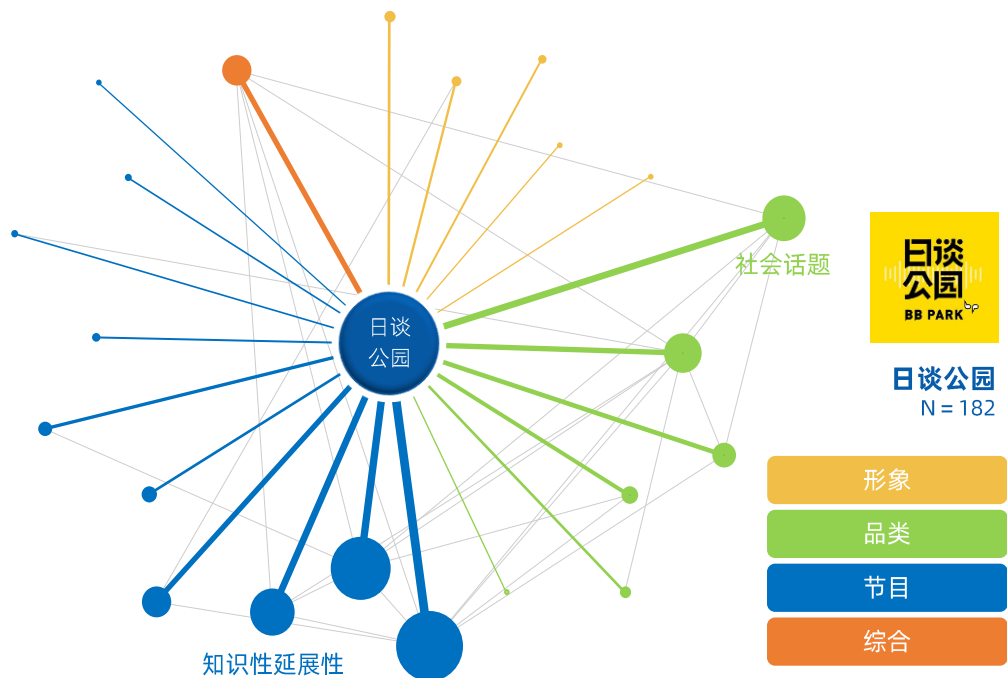 社会话题
日谈
公园
日谈
公园
BB PARK
bp
日谈公园
N = 182
形象
品类
节目
综合
知识性延展性